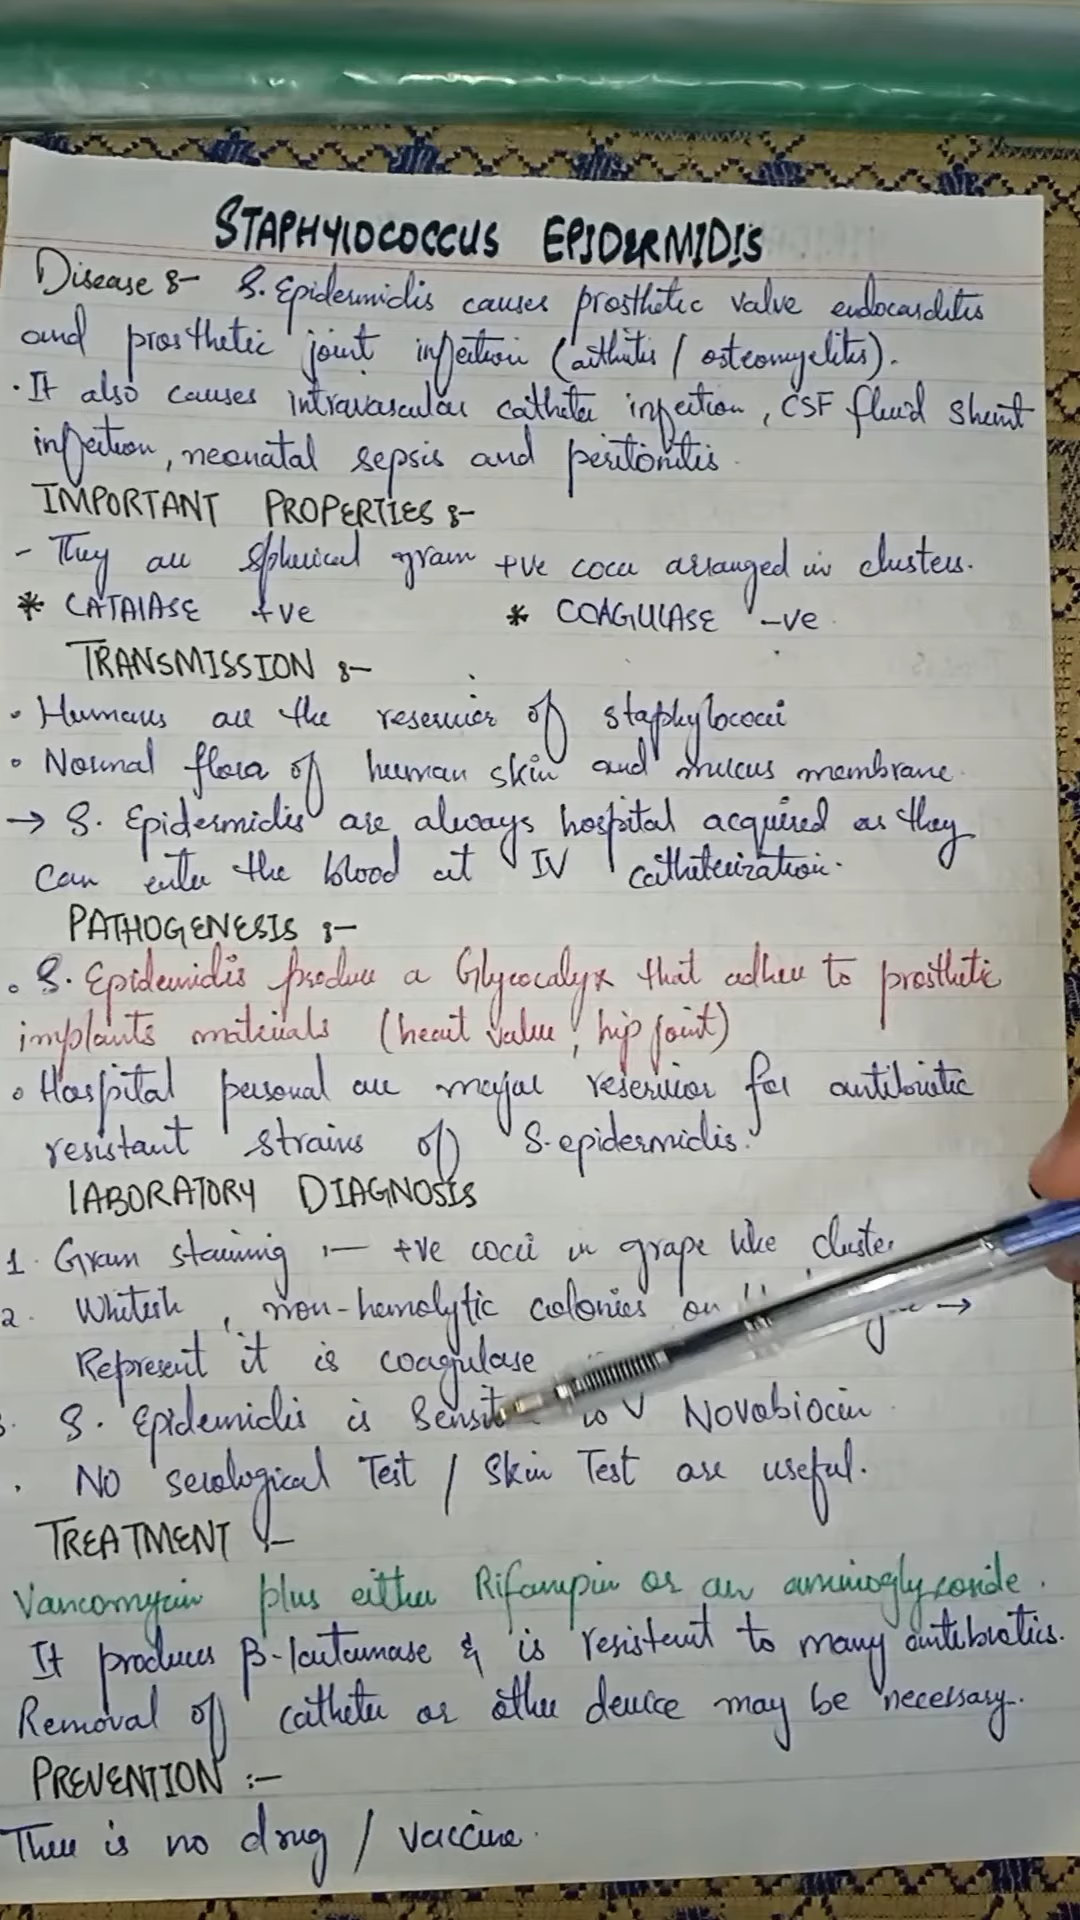 STAPHYLOCOCCUS EPIDERMIDIS
Disease :- S. Epidermidis causes prosthetic valve endocarditis
and prosthetic joint infection (arthritis / osteomyelitis).
· It also causes intravascular catheter infection, CSF fluid shunt
infection, neonatal sepsis and peritonitis.
IMPORTANT PROPERTIES :-
- They are spherical gram +ve cocci arranged in clusters.
* CATALASE +ve * COAGULASE -ve
TRANSMISSION :-
• Humans are the reservior of staphylococci
• Normal flora of human skin and mucus membrane.
→ S. Epidermidis are always hospital acquired as they
can enter the blood at IV catheterization.
PATHOGENESIS :-
• S. Epidermidis produce a Glycocalyx that adhere to prosthetic
implants materials (heart valve, hip joint)
• Hospital personal are major reservior for antibiotic
resistant strains of S. epidermidis.
LABORATORY DIAGNOSIS
1. Gram staining :- +ve cocci in grape like cluster
2. Whitish, non-hemolytic colonies on →
Represent it is coagulase
S. Epidermidis is to Novobiocin
. NO serological Test / Skin Test are useful.
TREATMENT :-
Vancomycin plus either Rifampin or an aminoglycoside.
It produces β-lactamase & is resistant to many antibiotics.
Removal of catheter or other device may be necessary.
PREVENTION :-
There is no drug / vaccine.